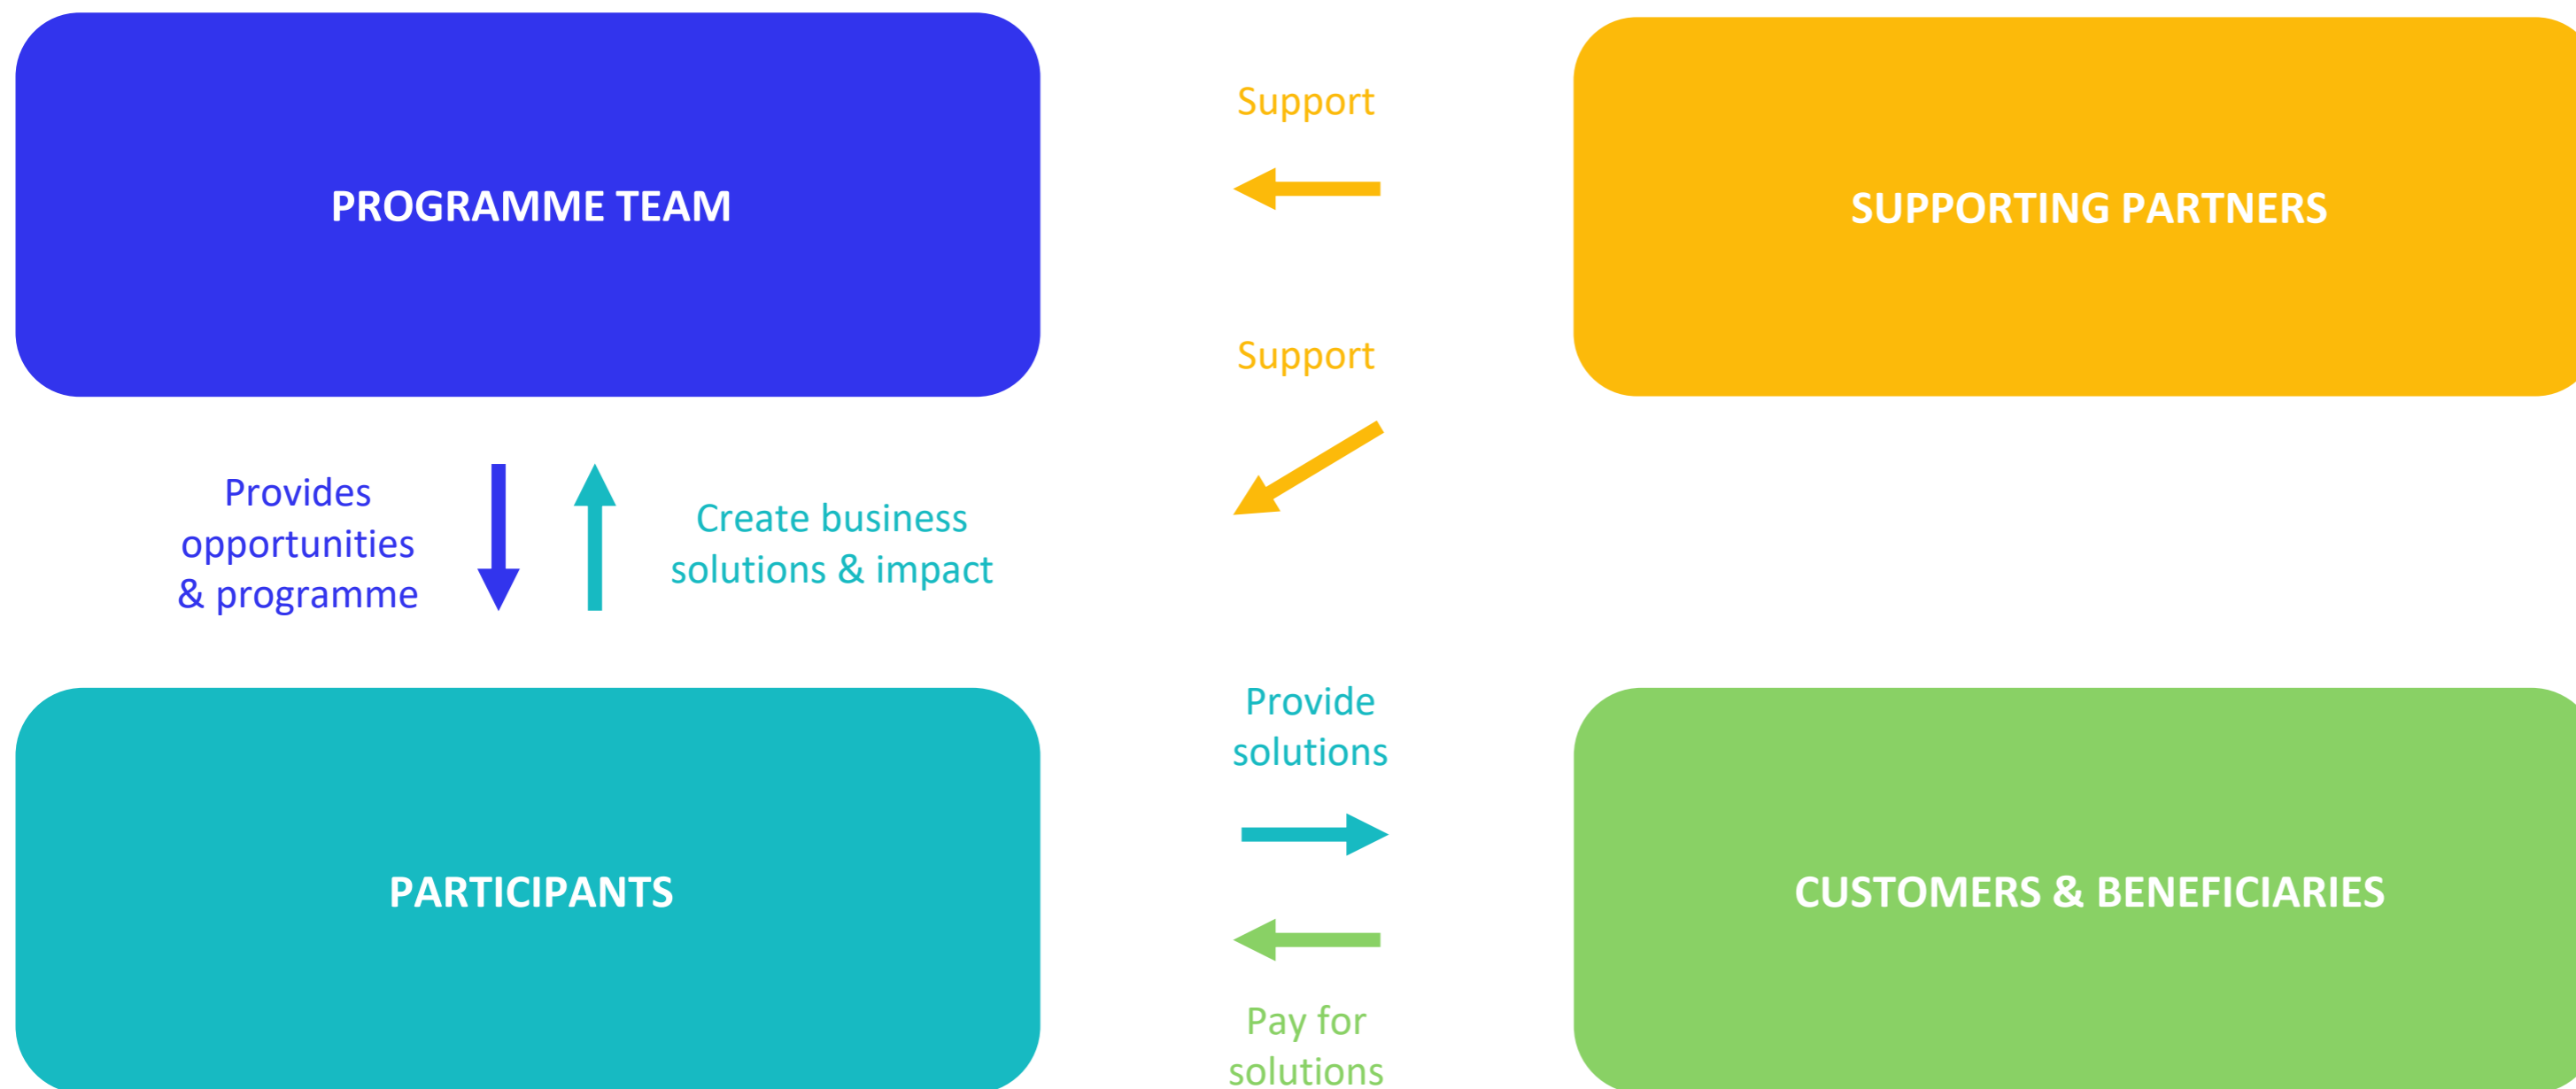 PROGRAMME TEAM
Support
SUPPORTING PARTNERS
Support
Provides
opportunities
& programme
Create business
solutions & impact
PARTICIPANTS
Provide
solutions
Pay for
solutions
CUSTOMERS & BENEFICIARIES